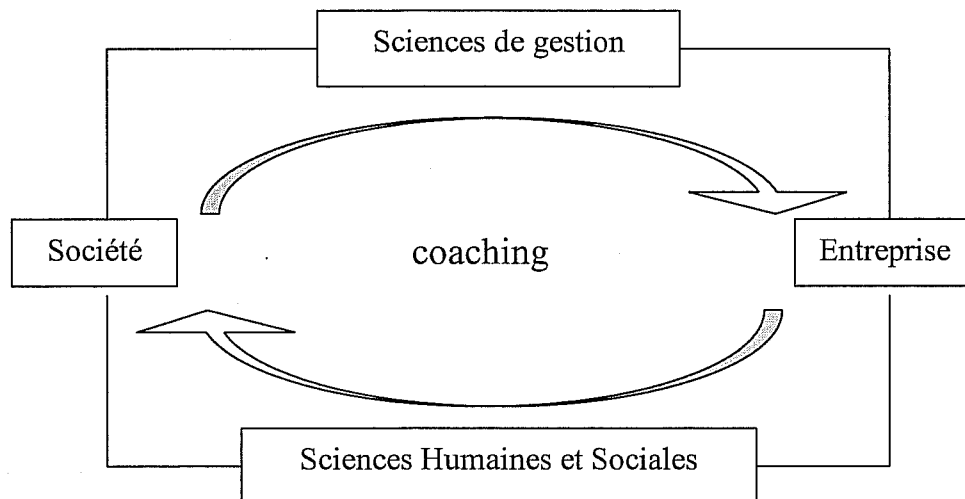 Sciences de gestion
Société
coaching
Entreprise
Sciences Humaines et Sociales